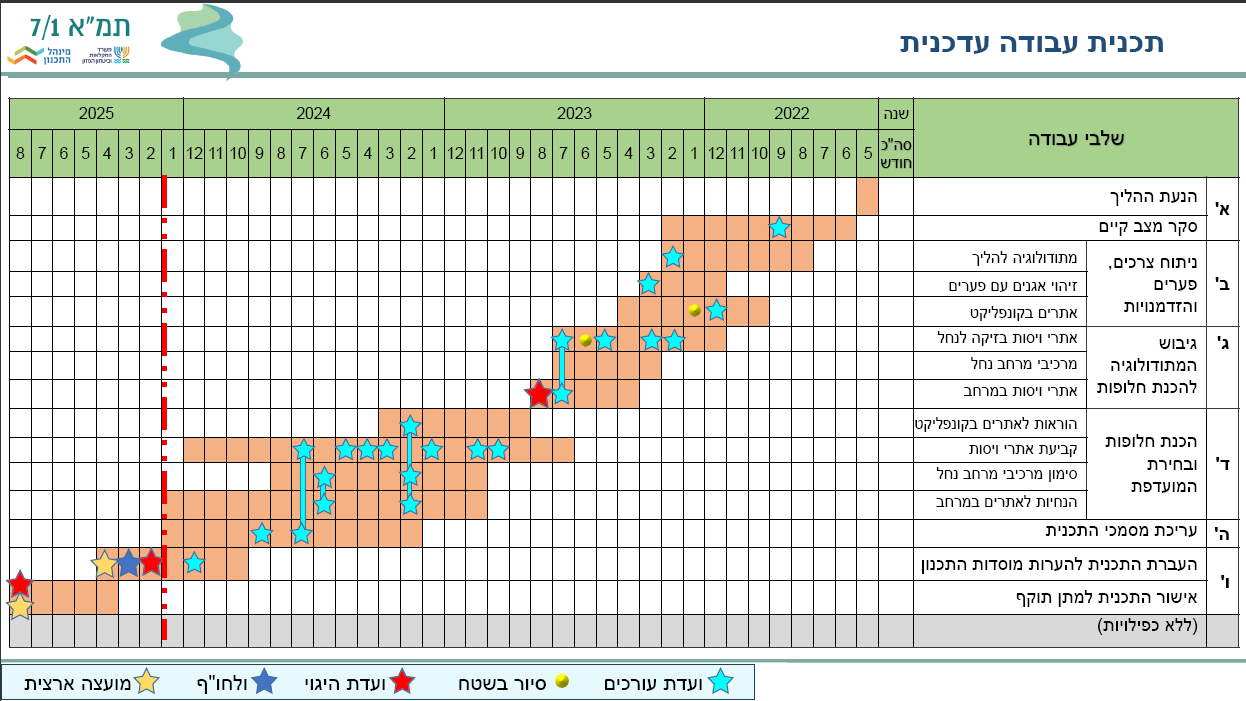 תמ"א 7/1
מינהל התכנון
משרד החקלאות וביטחון המזון
תכנית עבודה עדכנית
שלבי עבודה
שנה
2022
2023
2024
2025
סה"כ חודש
5 6 7 8 9 10 11 12 1 2 3 4 5 6 7 8 9 10 11 12 1 2 3 4 5 6 7 8 9 10 11 12 1 2 3 4 5 6 7 8
א'
הנעת ההליך
סקר מצב קיים
ב'
ניתוח צרכים,
פערים
והזדמנויות
מתודולוגיה להליך
זיהוי אגנים עם פערים
אתרים בקונפליקט
ג'
גיבוש
המתודולוגיה
להכנת חלופות
אתרי ויסות בזיקה לנחל
מרכיבי מרחב נחל
אתרי ויסות במרחב
ד'
הכנת חלופות
ובחירת
המועדפת
הוראות לאתרים בקונפליקט
קביעת אתרי ויסות
סימון מרכיבי מרחב נחל
הנחיות לאתרים במרחב
ה'
עריכת מסמכי התכנית
ו'
העברת התכנית להערות מוסדות התכנון
אישור התכנית למתן תוקף
(ללא כפילויות)
ועדת עורכים
סיור בשטח
ועדת היגוי
ולחו"ף
מועצה ארצית